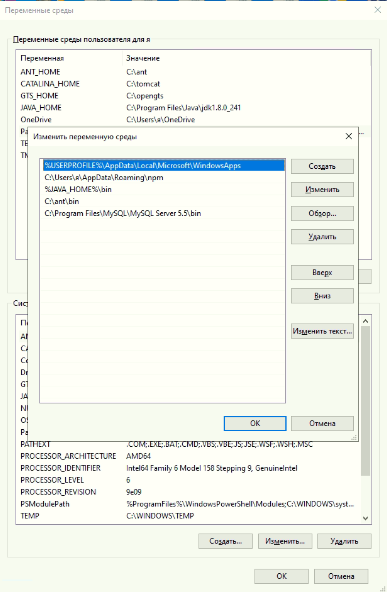 Переменные среды
Переменные среды пользователя для я
Переменная Значение
ANT_HOME C:\ant
CATALINA_HOME C:\tomcat
GTS_HOME C:\opengts
JAVA_HOME C:\Program Files\Java\jdk1.8.0_241
OneDrive C:\Users\я\OneDrive
Pa
TE
TM
Изменить переменную среды
%USERPROFILE%\AppData\Local\Microsoft\WindowsApps
C:\Users\я\AppData\Roaming\npm
%JAVA_HOME%\bin
C:\ant\bin
C:\Program Files\MySQL\MySQL Server 5.5\bin
Создать
Изменить
Обзор...
Удалить
Вверх
Вниз
Изменить текст...
ОК
Отмена
Сист
Пе
AN
CA
Co
Dr
GT
JA
NU
OS
Pa
PATHEXT .COM;.EXE;.BAT;.CMD;.VBS;.VBE;.JS;.JSE;.WSF;.WSH;.MSC
PROCESSOR_ARCHITECTURE AMD64
PROCESSOR_IDENTIFIER Intel64 Family 6 Model 158 Stepping 9, GenuineIntel
PROCESSOR_LEVEL 6
PROCESSOR_REVISION 9e09
PSModulePath %ProgramFiles%\WindowsPowerShell\Modules;C:\WINDOWS\syst...
TEMP C:\WINDOWS\TEMP
Создать... Изменить... Удалить
ОК Отмена